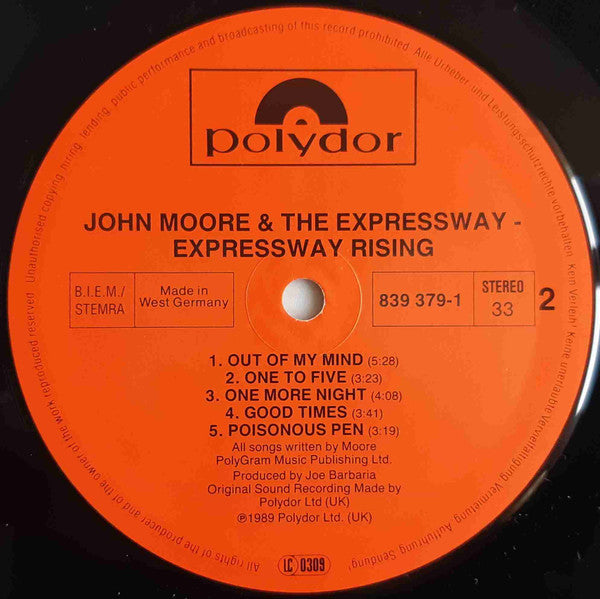 polydor
JOHN MOORE & THE EXPRESSWAY -
EXPRESSWAY RISING
B.I.E.M./
STEMRA
Made in
West Germany
839 379-1
STEREO
33
2
1. OUT OF MY MIND (5:28)
2. ONE TO FIVE (3:23)
3. ONE MORE NIGHT (4:08)
4. GOOD TIMES (3:41)
5. POISONOUS PEN (3:19)
All songs written by Moore
PolyGram Music Publishing Ltd.
Produced by Joe Barbaria
Original Sound Recording Made by
Polydor Ltd (UK)
℗1989 Polydor Ltd. (UK)
LC 0309
All rights of the producer and of the owner of the work reproduced reserved. Unauthorised copying, hiring, lending, public performance and broadcasting of this record prohibited. Alle Urheber- und Leistungsschutzrechte vorbehalten. Kein Verleih! Keine unerlaubte Vervielfältigung, Vermietung, Aufführung, Sendung!